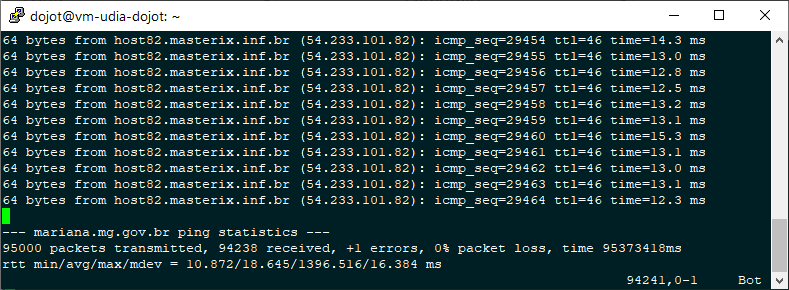 dojot@vm-udia-dojot: ~
64 bytes from host82.masterix.inf.br (54.233.101.82): icmp_seq=29454 ttl=46 time=14.3 ms
64 bytes from host82.masterix.inf.br (54.233.101.82): icmp_seq=29455 ttl=46 time=13.0 ms
64 bytes from host82.masterix.inf.br (54.233.101.82): icmp_seq=29456 ttl=46 time=12.8 ms
64 bytes from host82.masterix.inf.br (54.233.101.82): icmp_seq=29457 ttl=46 time=12.5 ms
64 bytes from host82.masterix.inf.br (54.233.101.82): icmp_seq=29458 ttl=46 time=13.2 ms
64 bytes from host82.masterix.inf.br (54.233.101.82): icmp_seq=29459 ttl=46 time=13.1 ms
64 bytes from host82.masterix.inf.br (54.233.101.82): icmp_seq=29460 ttl=46 time=15.3 ms
64 bytes from host82.masterix.inf.br (54.233.101.82): icmp_seq=29461 ttl=46 time=13.1 ms
64 bytes from host82.masterix.inf.br (54.233.101.82): icmp_seq=29462 ttl=46 time=13.0 ms
64 bytes from host82.masterix.inf.br (54.233.101.82): icmp_seq=29463 ttl=46 time=13.1 ms
64 bytes from host82.masterix.inf.br (54.233.101.82): icmp_seq=29464 ttl=46 time=12.3 ms
--- mariana.mg.gov.br ping statistics ---
95000 packets transmitted, 94238 received, +1 errors, 0% packet loss, time 95373418ms
rtt min/avg/max/mdev = 10.872/18.645/1396.516/16.384 ms
94241,0-1 Bot